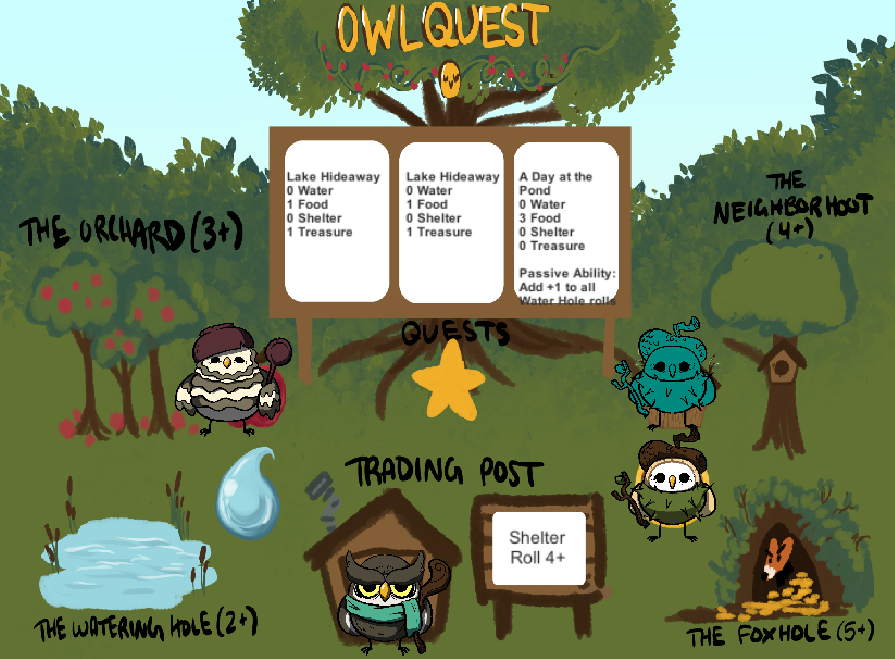 OWLQUEST
Lake Hideaway
0 Water
1 Food
0 Shelter
1 Treasure
Lake Hideaway
0 Water
1 Food
0 Shelter
1 Treasure
A Day at the
Pond
0 Water
3 Food
0 Shelter
0 Treasure
Passive Ability:
Add +1 to all
Water Hole rolls
THE ORCHARD (3+)
THE
NEIGHBORHOOT
(4+)
QUESTS
TRADING POST
Shelter
Roll 4+
THE WATERING HOLE (2+)
THE FOXHOLE (5+)